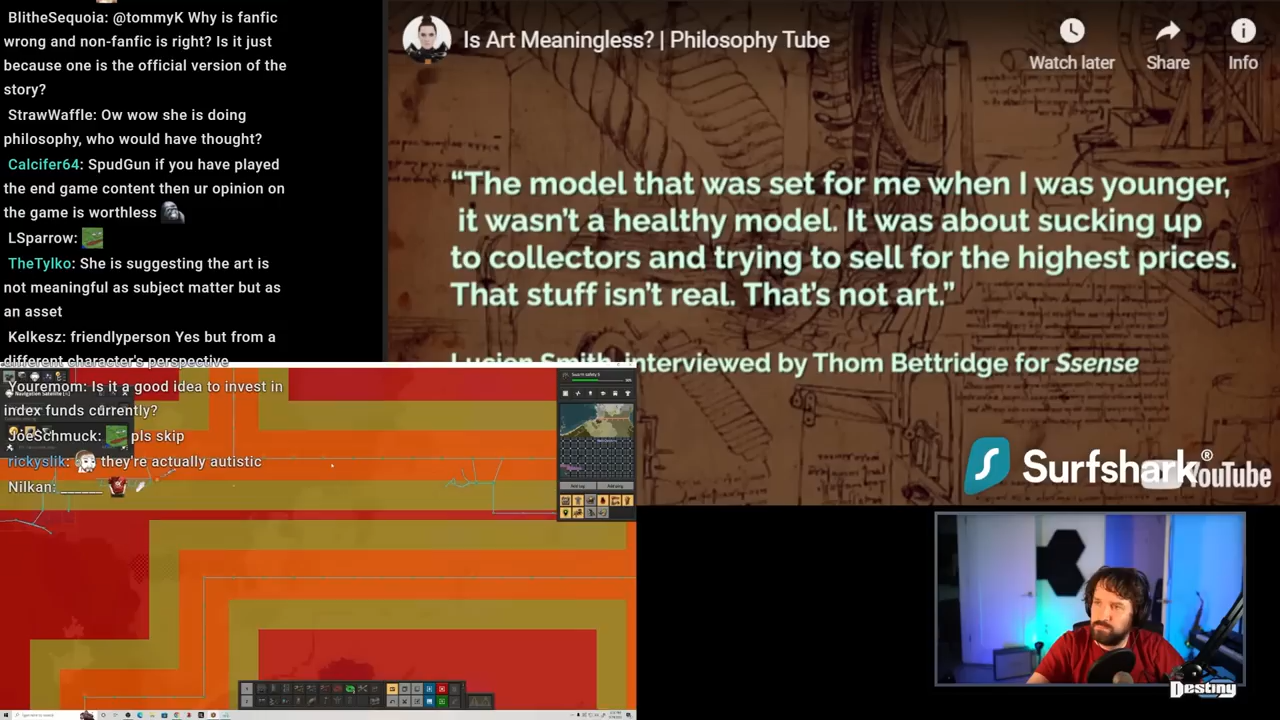 BlitheSequoia: @tommyK Why is fanfic
wrong and non-fanfic is right? Is it just
because one is the official version of the
story?
StrawWaffle: Ow wow she is doing
philosophy, who would have thought?
Calcifer64: SpudGun if you have played
the end game content then ur opinion on
the game is worthless
LSparrow:
TheTylko: She is suggesting the art is
not meaningful as subject matter but as
an asset
Kelkesz: friendlyperson Yes but from a
different character's perspective
Youremom: Is it a good idea to invest in
index funds currently?
JoeSchmuck: pls skip
rickyslik: they're actually autistic
Nilkan: ______
Is Art Meaningless? | Philosophy Tube
Watch later
Share
Info
“The model that was set for me when I was younger,
it wasn’t a healthy model. It was about sucking up
to collectors and trying to sell for the highest prices.
That stuff isn’t real. That’s not art.”
Lucien Smith, interviewed by Thom Bettridge for Ssense
Surfshark®
YouTube
Destiny